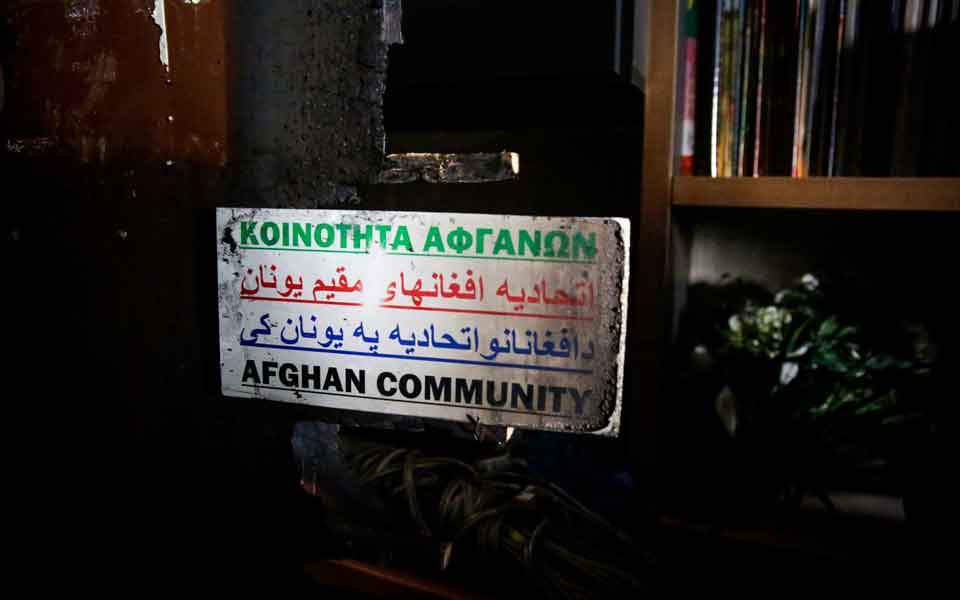 ΚΟΙΝΟΤΗΤΑ ΑΦΓΑΝΩΝ
اتحادیه افغانهای مقیم یونان
دافغانانو اتحادیه په یونان کی
AFGHAN COMMUNITY